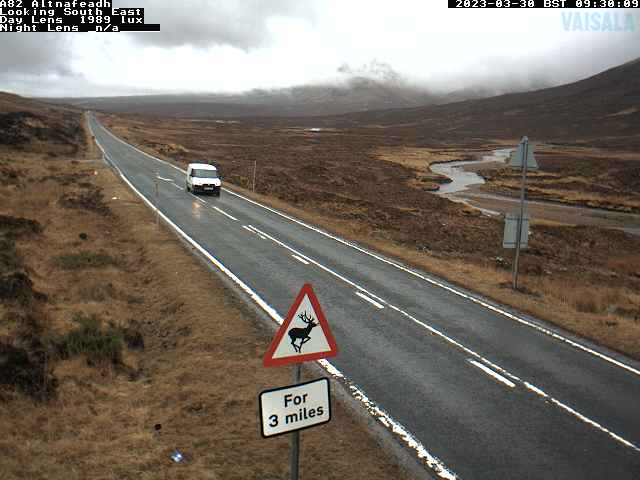 A82 Altnafeadh
Looking South East
Day Lens 1989 lux
Night Lens n/a
2023-03-30 BST 09:30:09
VAISALA
For
3 miles